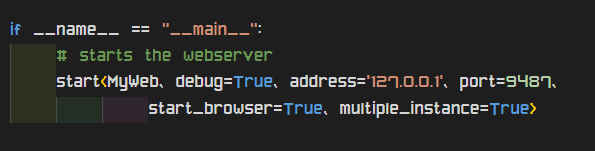 if __name__ == "__main__":
# starts the webserver
start(MyWeb, debug=True, address='127.0.0.1', port=9487,
start_browser=True, multiple_instance=True)